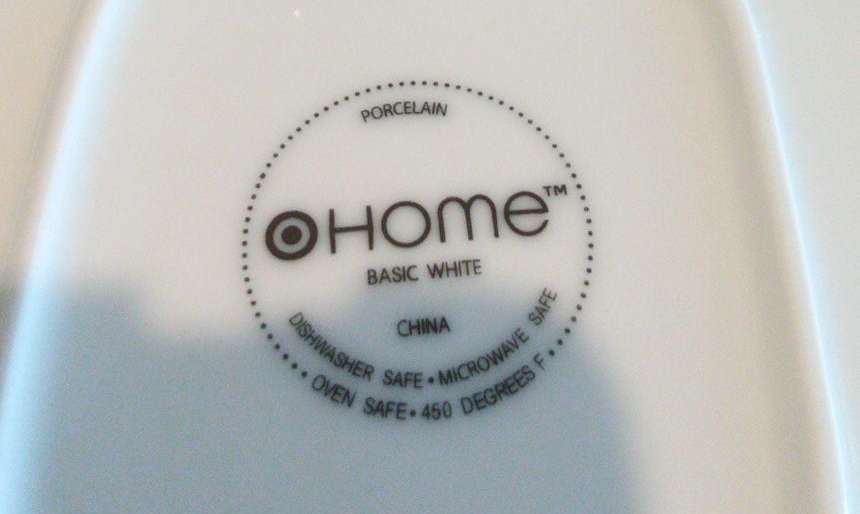 PORCELAIN
HOME™
BASIC WHITE
CHINA
DISHWASHER SAFE • MICROWAVE SAFE
OVEN SAFE • 450 DEGREES F